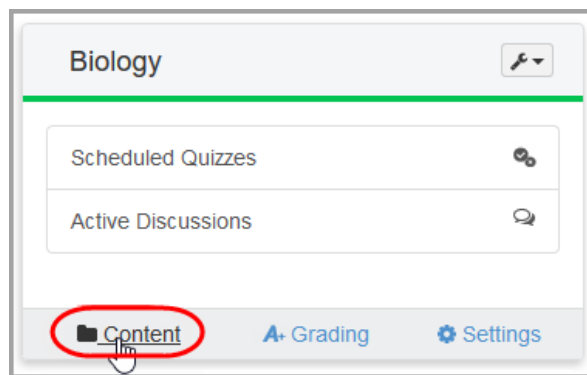 Biology
Scheduled Quizzes
Active Discussions
Content A+ Grading Settings